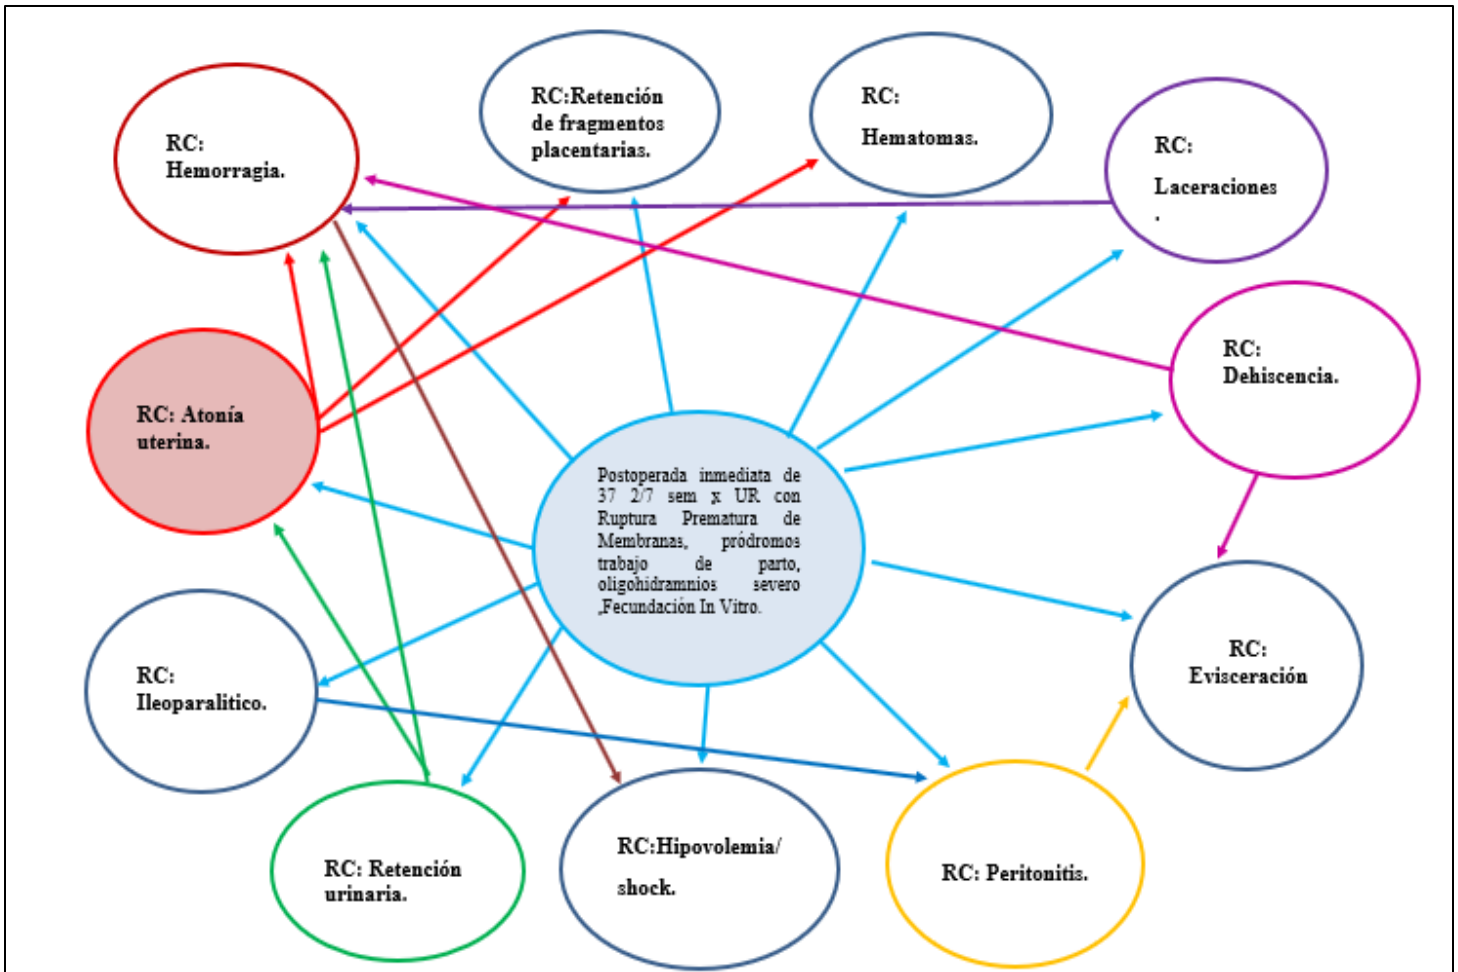 RC:
Hemorragia.
RC:Retención
de fragmentos
placentarias.
RC:
Hematomas.
RC:
Laceraciones
.
RC:
Dehiscencia.
RC: Atonía
uterina.
Postoperada inmediata de
37 2/7 sem x UR con
Ruptura Prematura de
Membranas, pródromos
trabajo de parto,
oligohidramnios severo
,Fecundación In Vitro.
RC:
Evisceración
RC:
Ileoparalitico.
RC: Retención
urinaria.
RC:Hipovolemia/
shock.
RC: Peritonitis.